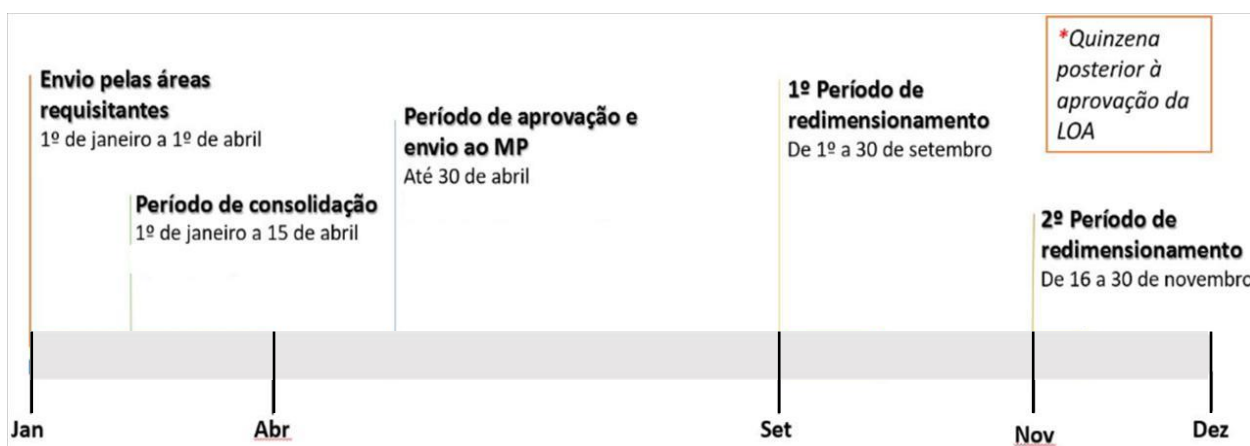 Envio pelas áreas
requisitantes
1º de janeiro a 1º de abril
Período de consolidação
1º de janeiro a 15 de abril
Período de aprovação e
envio ao MP
Até 30 de abril
1º Período de
redimensionamento
De 1º a 30 de setembro
*Quinzena
posterior à
aprovação da
LOA
2º Período de
redimensionamento
De 16 a 30 de novembro
Jan
Abr
Set
Nov
Dez